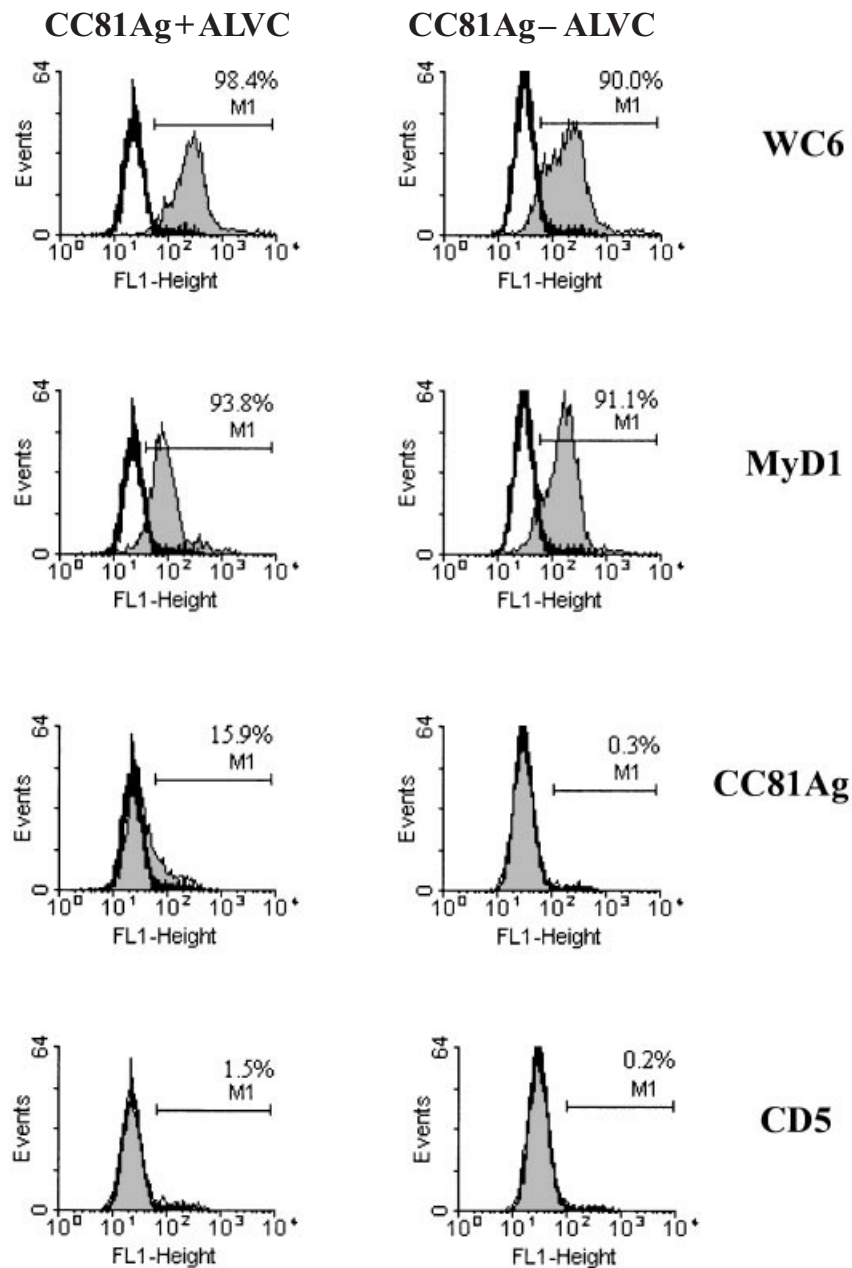 CC81Ag+ALVC CC81Ag– ALVC
64 98.4% 64 90.0%
M1 M1 WC6
Events Events
0 0
10⁰ 10¹ 10² 10³ 10⁴ 10⁰ 10¹ 10² 10³ 10⁴
FL1-Height FL1-Height
64 93.8% 64 91.1%
M1 M1 MyD1
Events Events
0 0
10⁰ 10¹ 10² 10³ 10⁴ 10⁰ 10¹ 10² 10³ 10⁴
FL1-Height FL1-Height
64 15.9% 64 0.3%
M1 M1 CC81Ag
Events Events
0 0
10⁰ 10¹ 10² 10³ 10⁴ 10⁰ 10¹ 10² 10³ 10⁴
FL1-Height FL1-Height
64 1.5% 64 0.2%
M1 M1 CD5
Events Events
0 0
10⁰ 10¹ 10² 10³ 10⁴ 10⁰ 10¹ 10² 10³ 10⁴
FL1-Height FL1-Height